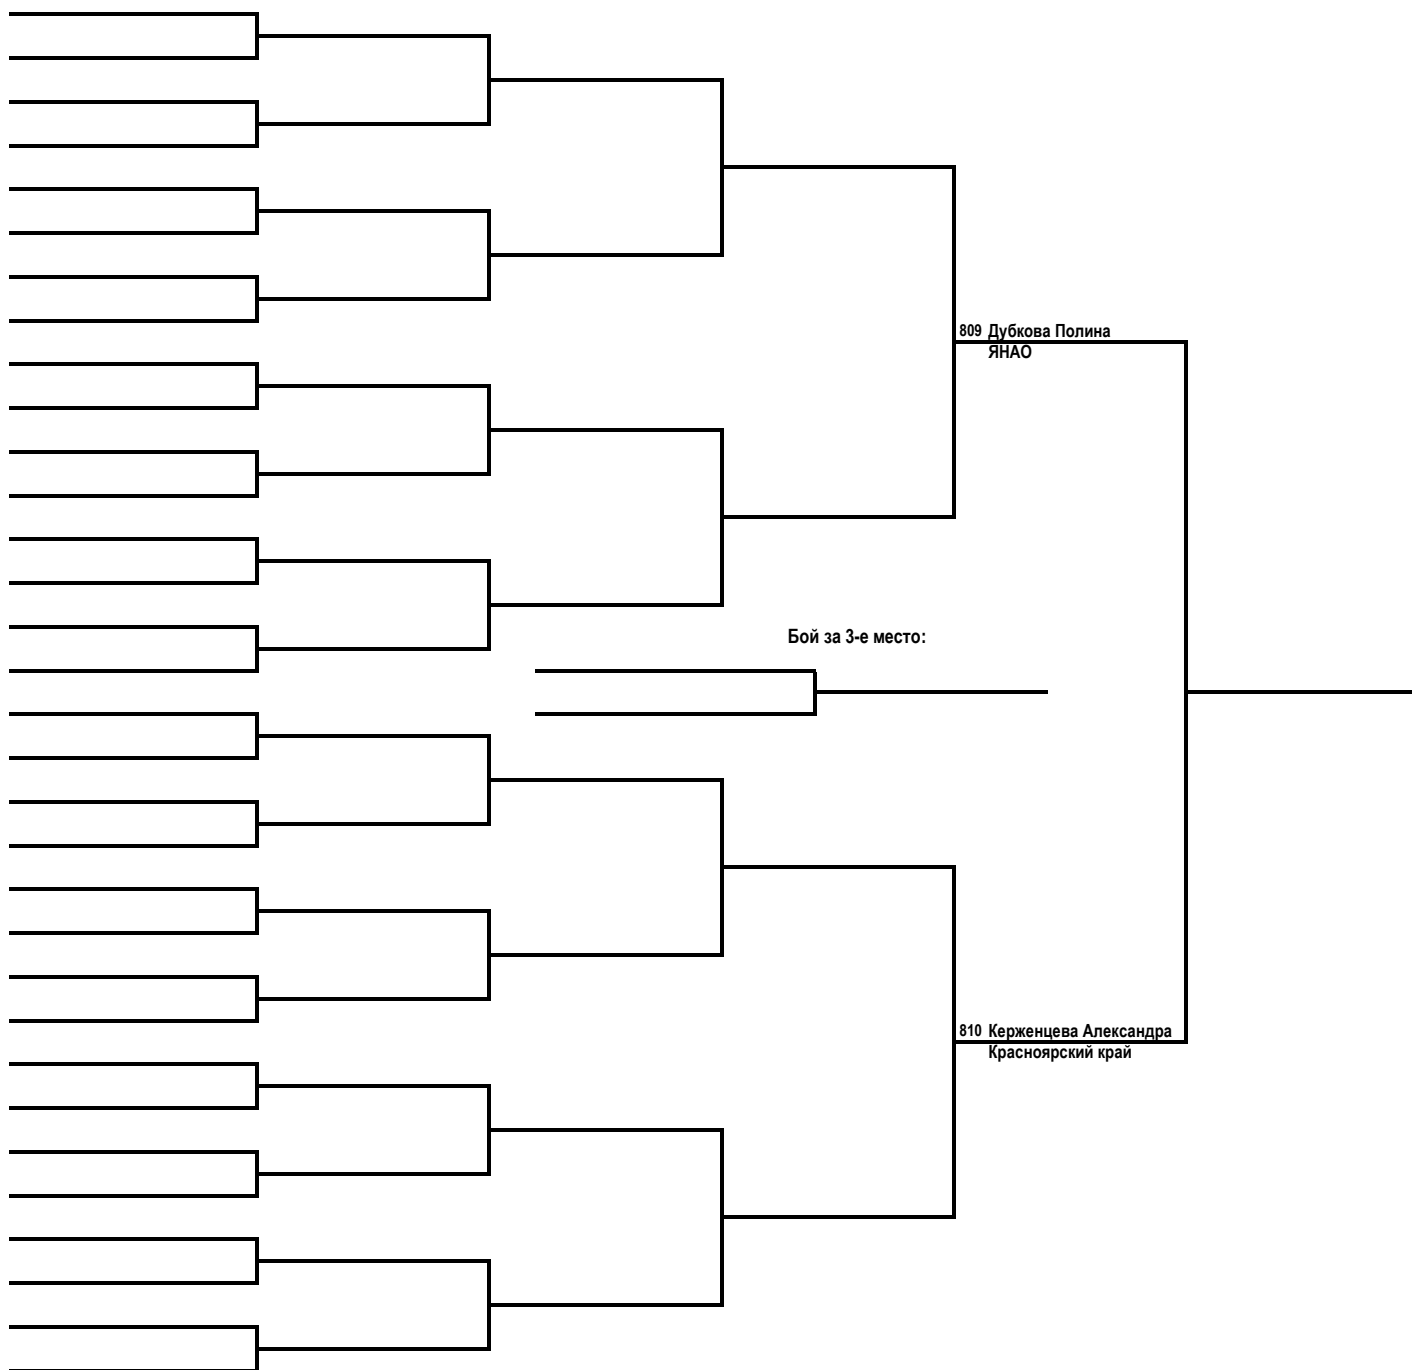 809 Дубкова Полина
ЯНАО
Бой за 3-е место:
810 Керженцева Александра
Красноярский край